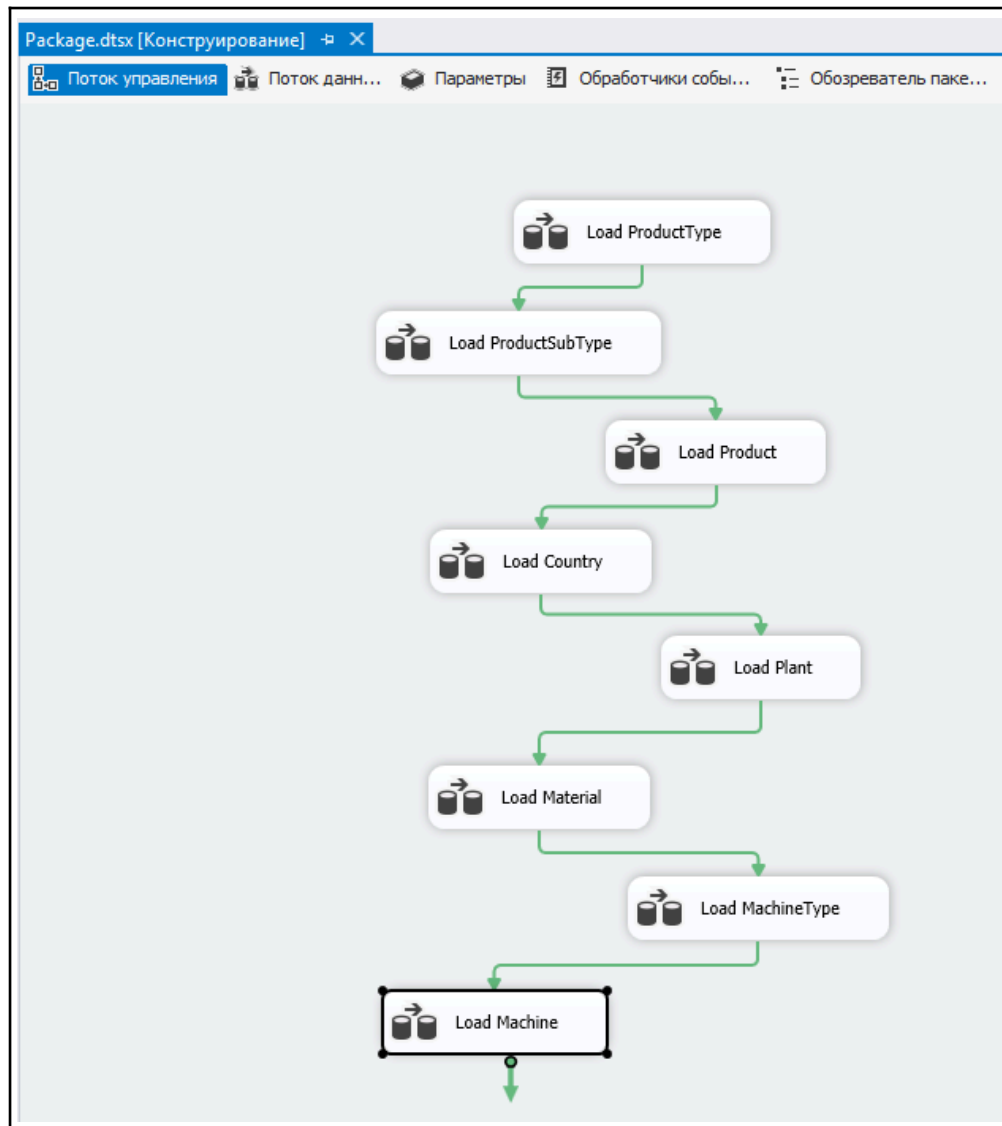 Package.dtsx [Конструирование]
Поток управления Поток данн... Параметры Обработчики собы... Обозреватель паке...
Load ProductType
Load ProductSubType
Load Product
Load Country
Load Plant
Load Material
Load MachineType
Load Machine